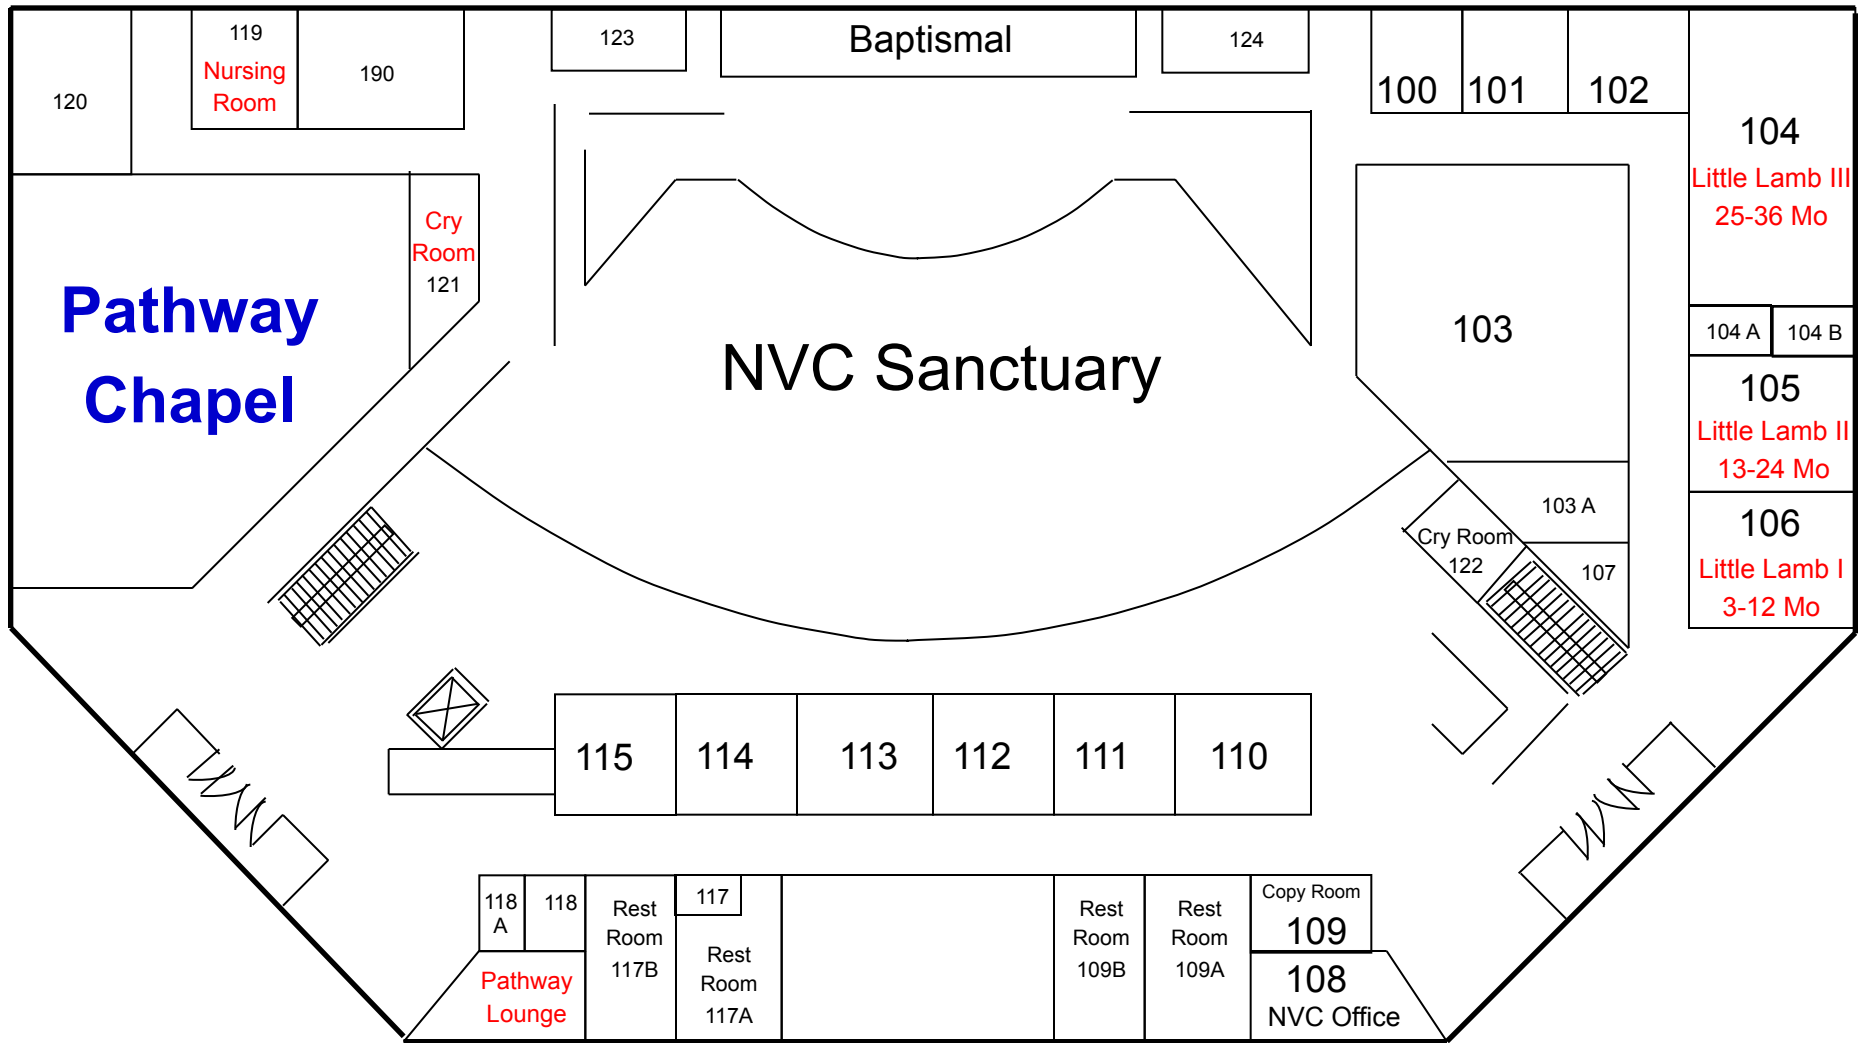 119
Nursing
Room
190
120
123
Baptismal
124
100
101
102
104
Little Lamb III
25-36 Mo
Cry
Room
121
Pathway
Chapel
NVC Sanctuary
103
104 A
104 B
105
Little Lamb II
13-24 Mo
103 A
106
Little Lamb I
3-12 Mo
Cry Room
122
107
115
114
113
112
111
110
118
A
118
Rest
Room
117B
117
Rest
Room
117A
Rest
Room
109B
Rest
Room
109A
Copy Room
109
Pathway
Lounge
108
NVC Office